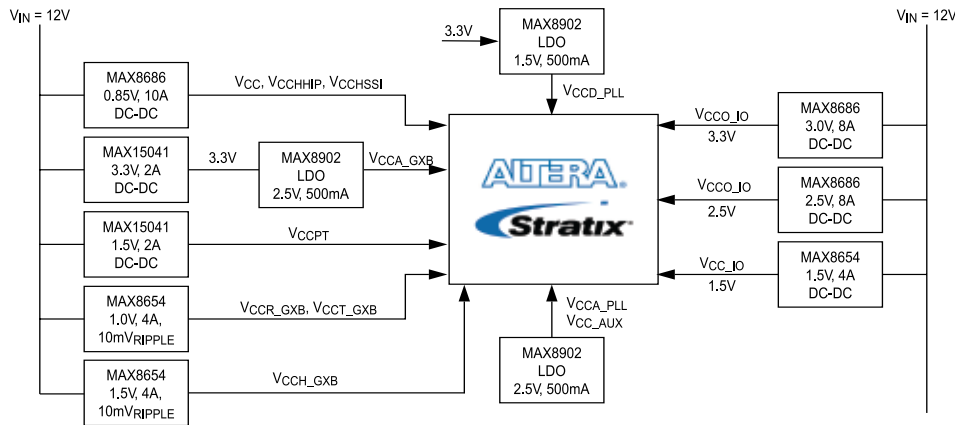 VIN = 12V
VIN = 12V
3.3V
MAX8902
LDO
1.5V, 500mA
VCCD_PLL
MAX8686
0.85V, 10A
DC-DC
VCC, VCCHHIP, VCCHSSI
MAX15041
3.3V, 2A
DC-DC
3.3V
MAX8902
LDO
2.5V, 500mA
VCCA_GXB
MAX15041
1.5V, 2A
DC-DC
VCCPT
MAX8654
1.0V, 4A,
10mVRIPPLE
VCCR_GXB, VCCT_GXB
MAX8654
1.5V, 4A,
10mVRIPPLE
VCCH_GXB
ALTERA®
Stratix™
VCCA_PLL
VCC_AUX
MAX8902
LDO
2.5V, 500mA
VCCO_IO
3.3V
MAX8686
3.0V, 8A
DC-DC
VCCO_IO
2.5V
MAX8686
2.5V, 8A
DC-DC
VCC_IO
1.5V
MAX8654
1.5V, 4A
DC-DC